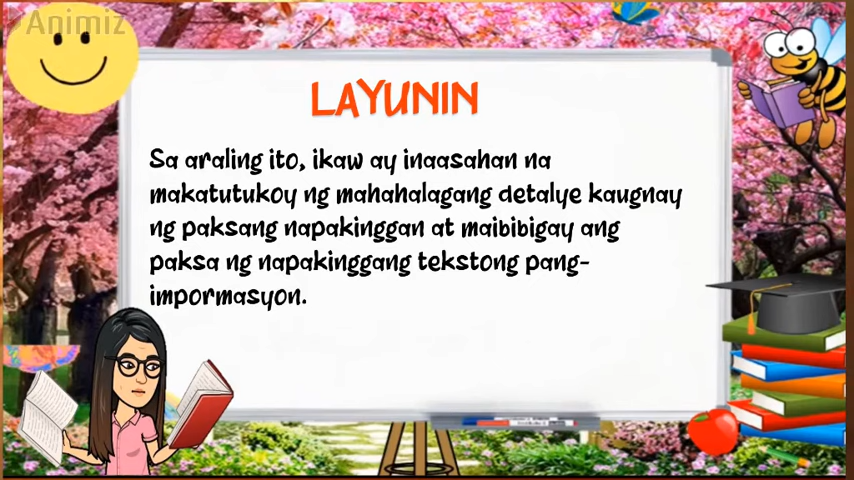 Animiz
LAYUNIN
Sa araling ito, ikaw ay inaasahan na
makatutukoy ng mahahalagang detalye kaugnay
ng paksang napakinggan at maibibigay ang
paksa ng napakinggang tekstong pang-
impormasyon.